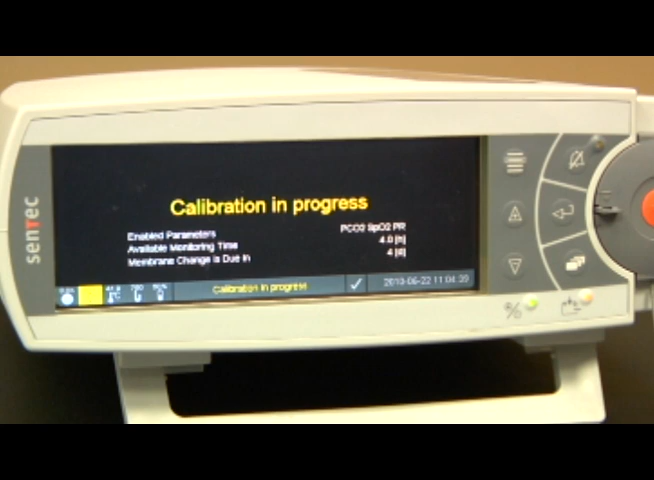 sentec
Calibration in progress
Enabled Parameters PCO2 SpO2 PR
Available Monitoring Time 4.0 [h]
Membrane Change is Due In 4 [d]
Calibration in progress 2010-06-22 11:04:39